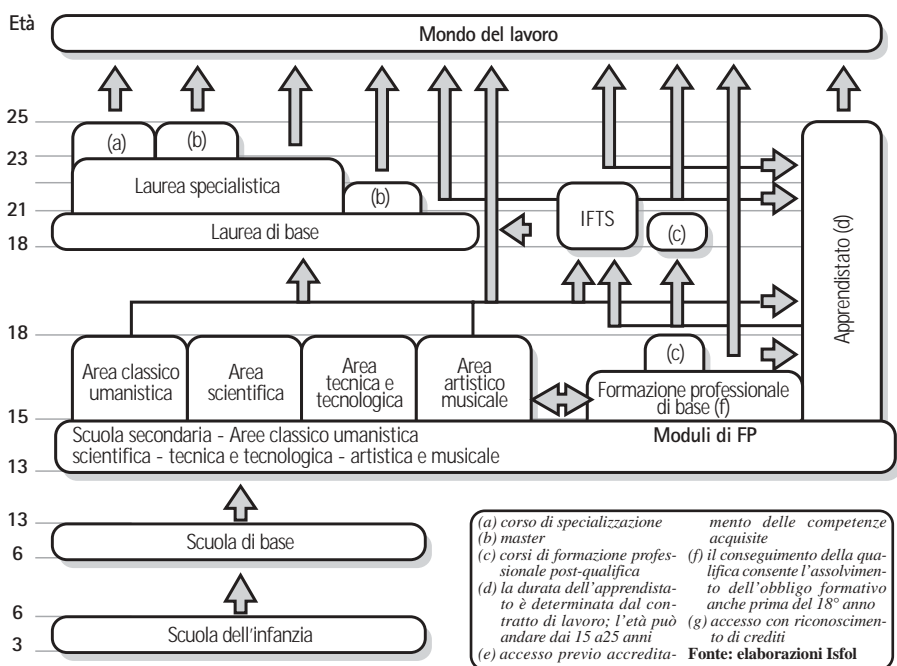 Età
Mondo del lavoro
25
(a)
(b)
23
Laurea specialistica
(b)
21
Laurea di base
IFTS
(c)
18
Apprendistato (d)
18
Area classico
umanistica
Area
scientifica
Area
tecnica e
tecnologica
Area
artistico
musicale
(c)
Formazione professionale
di base (f)
15
Scuola secondaria - Aree classico umanistica
scientifica - tecnica e tecnologica - artistica e musicale
Moduli di FP
13
13
Scuola di base
6
6
Scuola dell'infanzia
3
(a) corso di specializzazione
(b) master
(c) corsi di formazione profes-
sionale post-qualifica
(d) la durata dell'apprendista-
to è determinata dal con-
tratto di lavoro; l'età può
andare dai 15 a25 anni
(e) accesso previo accredita-
mento delle competenze
acquisite
(f) il conseguimento della qua-
lifica consente l'assolvimen-
to dell'obbligo formativo
anche prima del 18° anno
(g) accesso con riconoscimen-
to di crediti
Fonte: elaborazioni Isfol